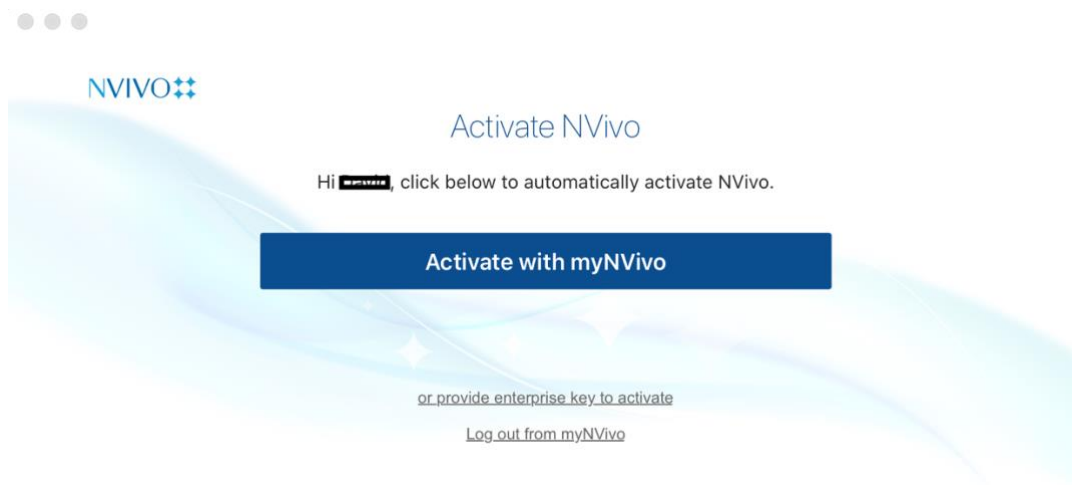 NVIVO
Activate NVivo
Hi , click below to automatically activate NVivo.
Activate with myNVivo
or provide enterprise key to activate
Log out from myNVivo